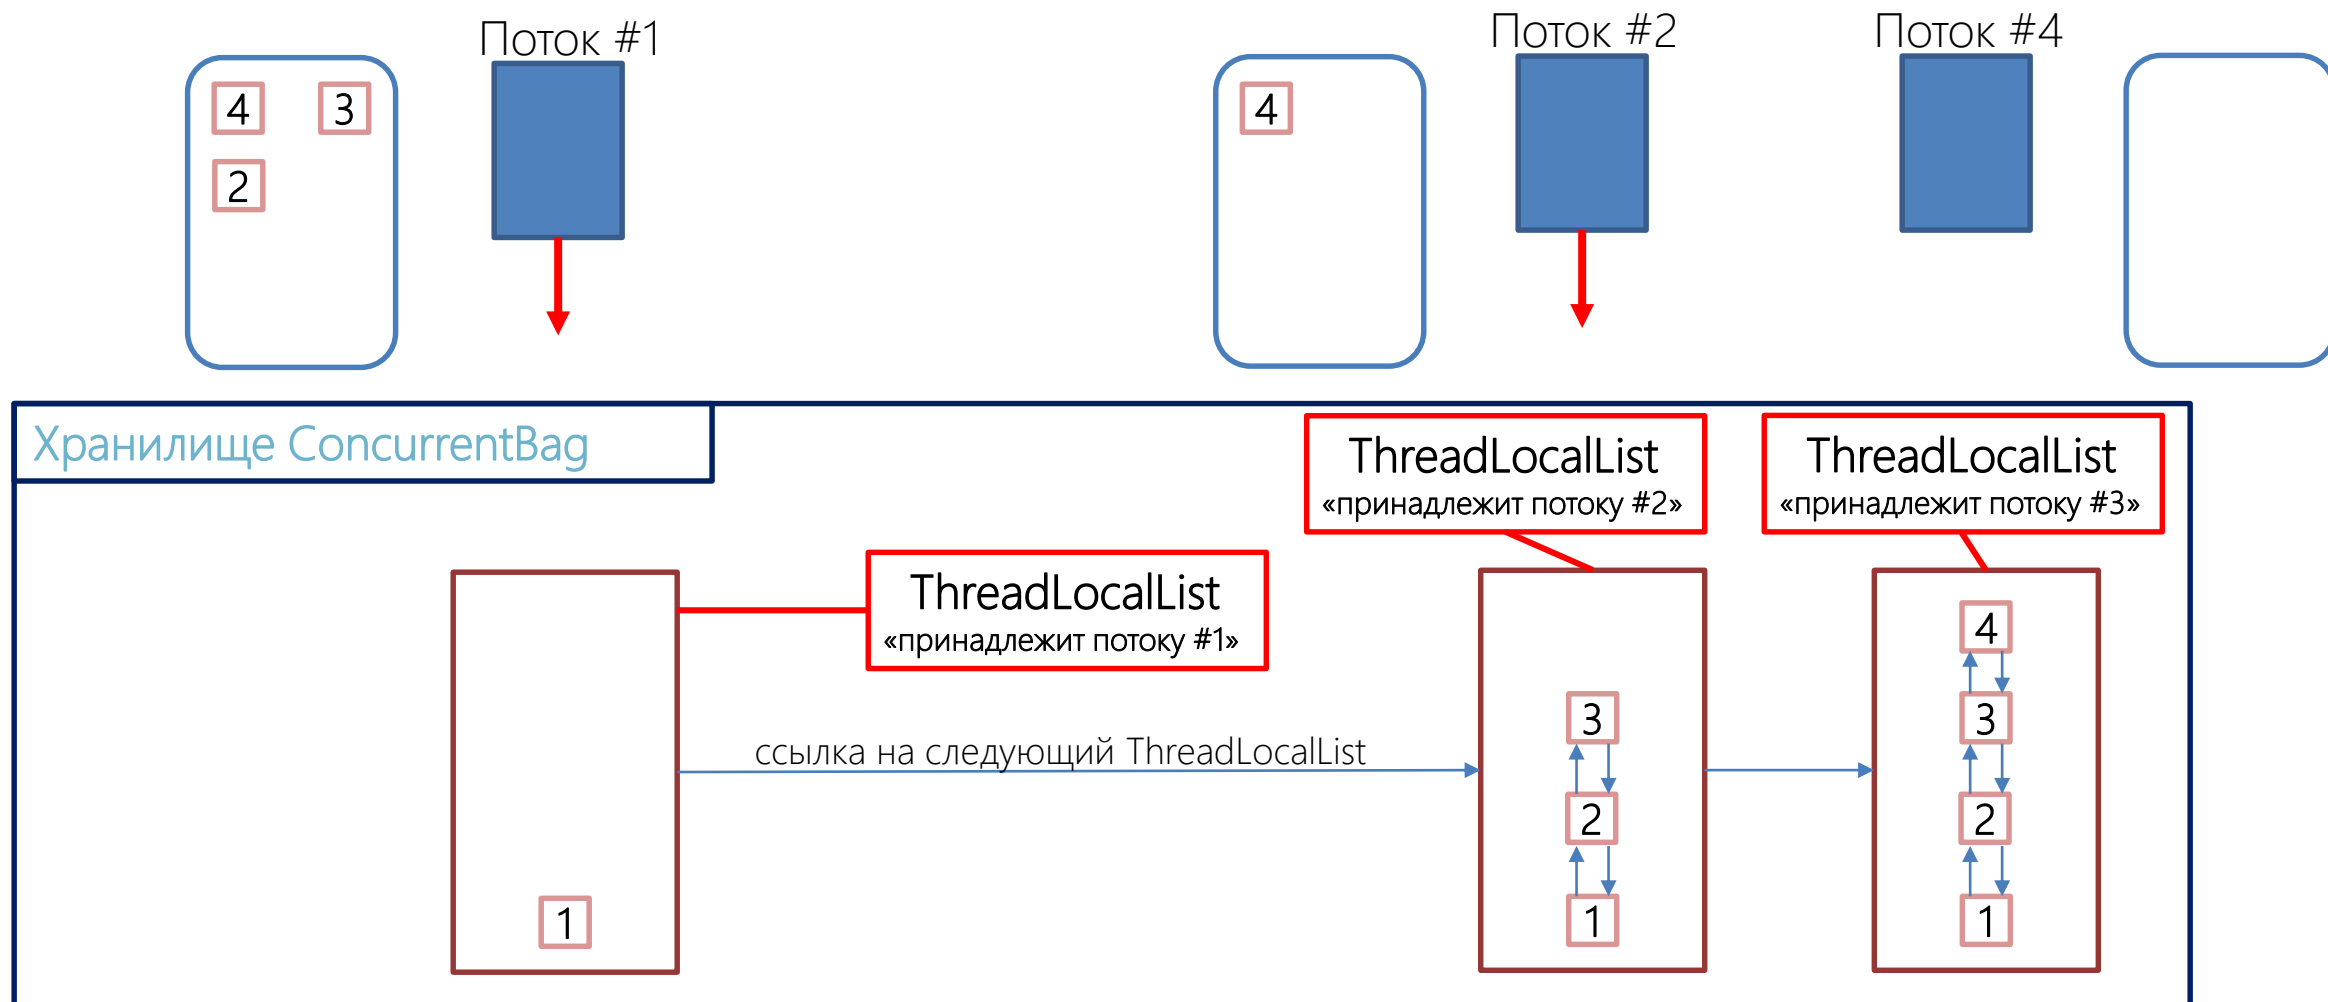 Поток #1
Поток #2
Поток #4
4
3
2
4
Хранилище ConcurrentBag
ThreadLocalList
«принадлежит потоку #2»
ThreadLocalList
«принадлежит потоку #3»
ThreadLocalList
«принадлежит потоку #1»
ссылка на следующий ThreadLocalList
1
3
2
1
4
3
2
1